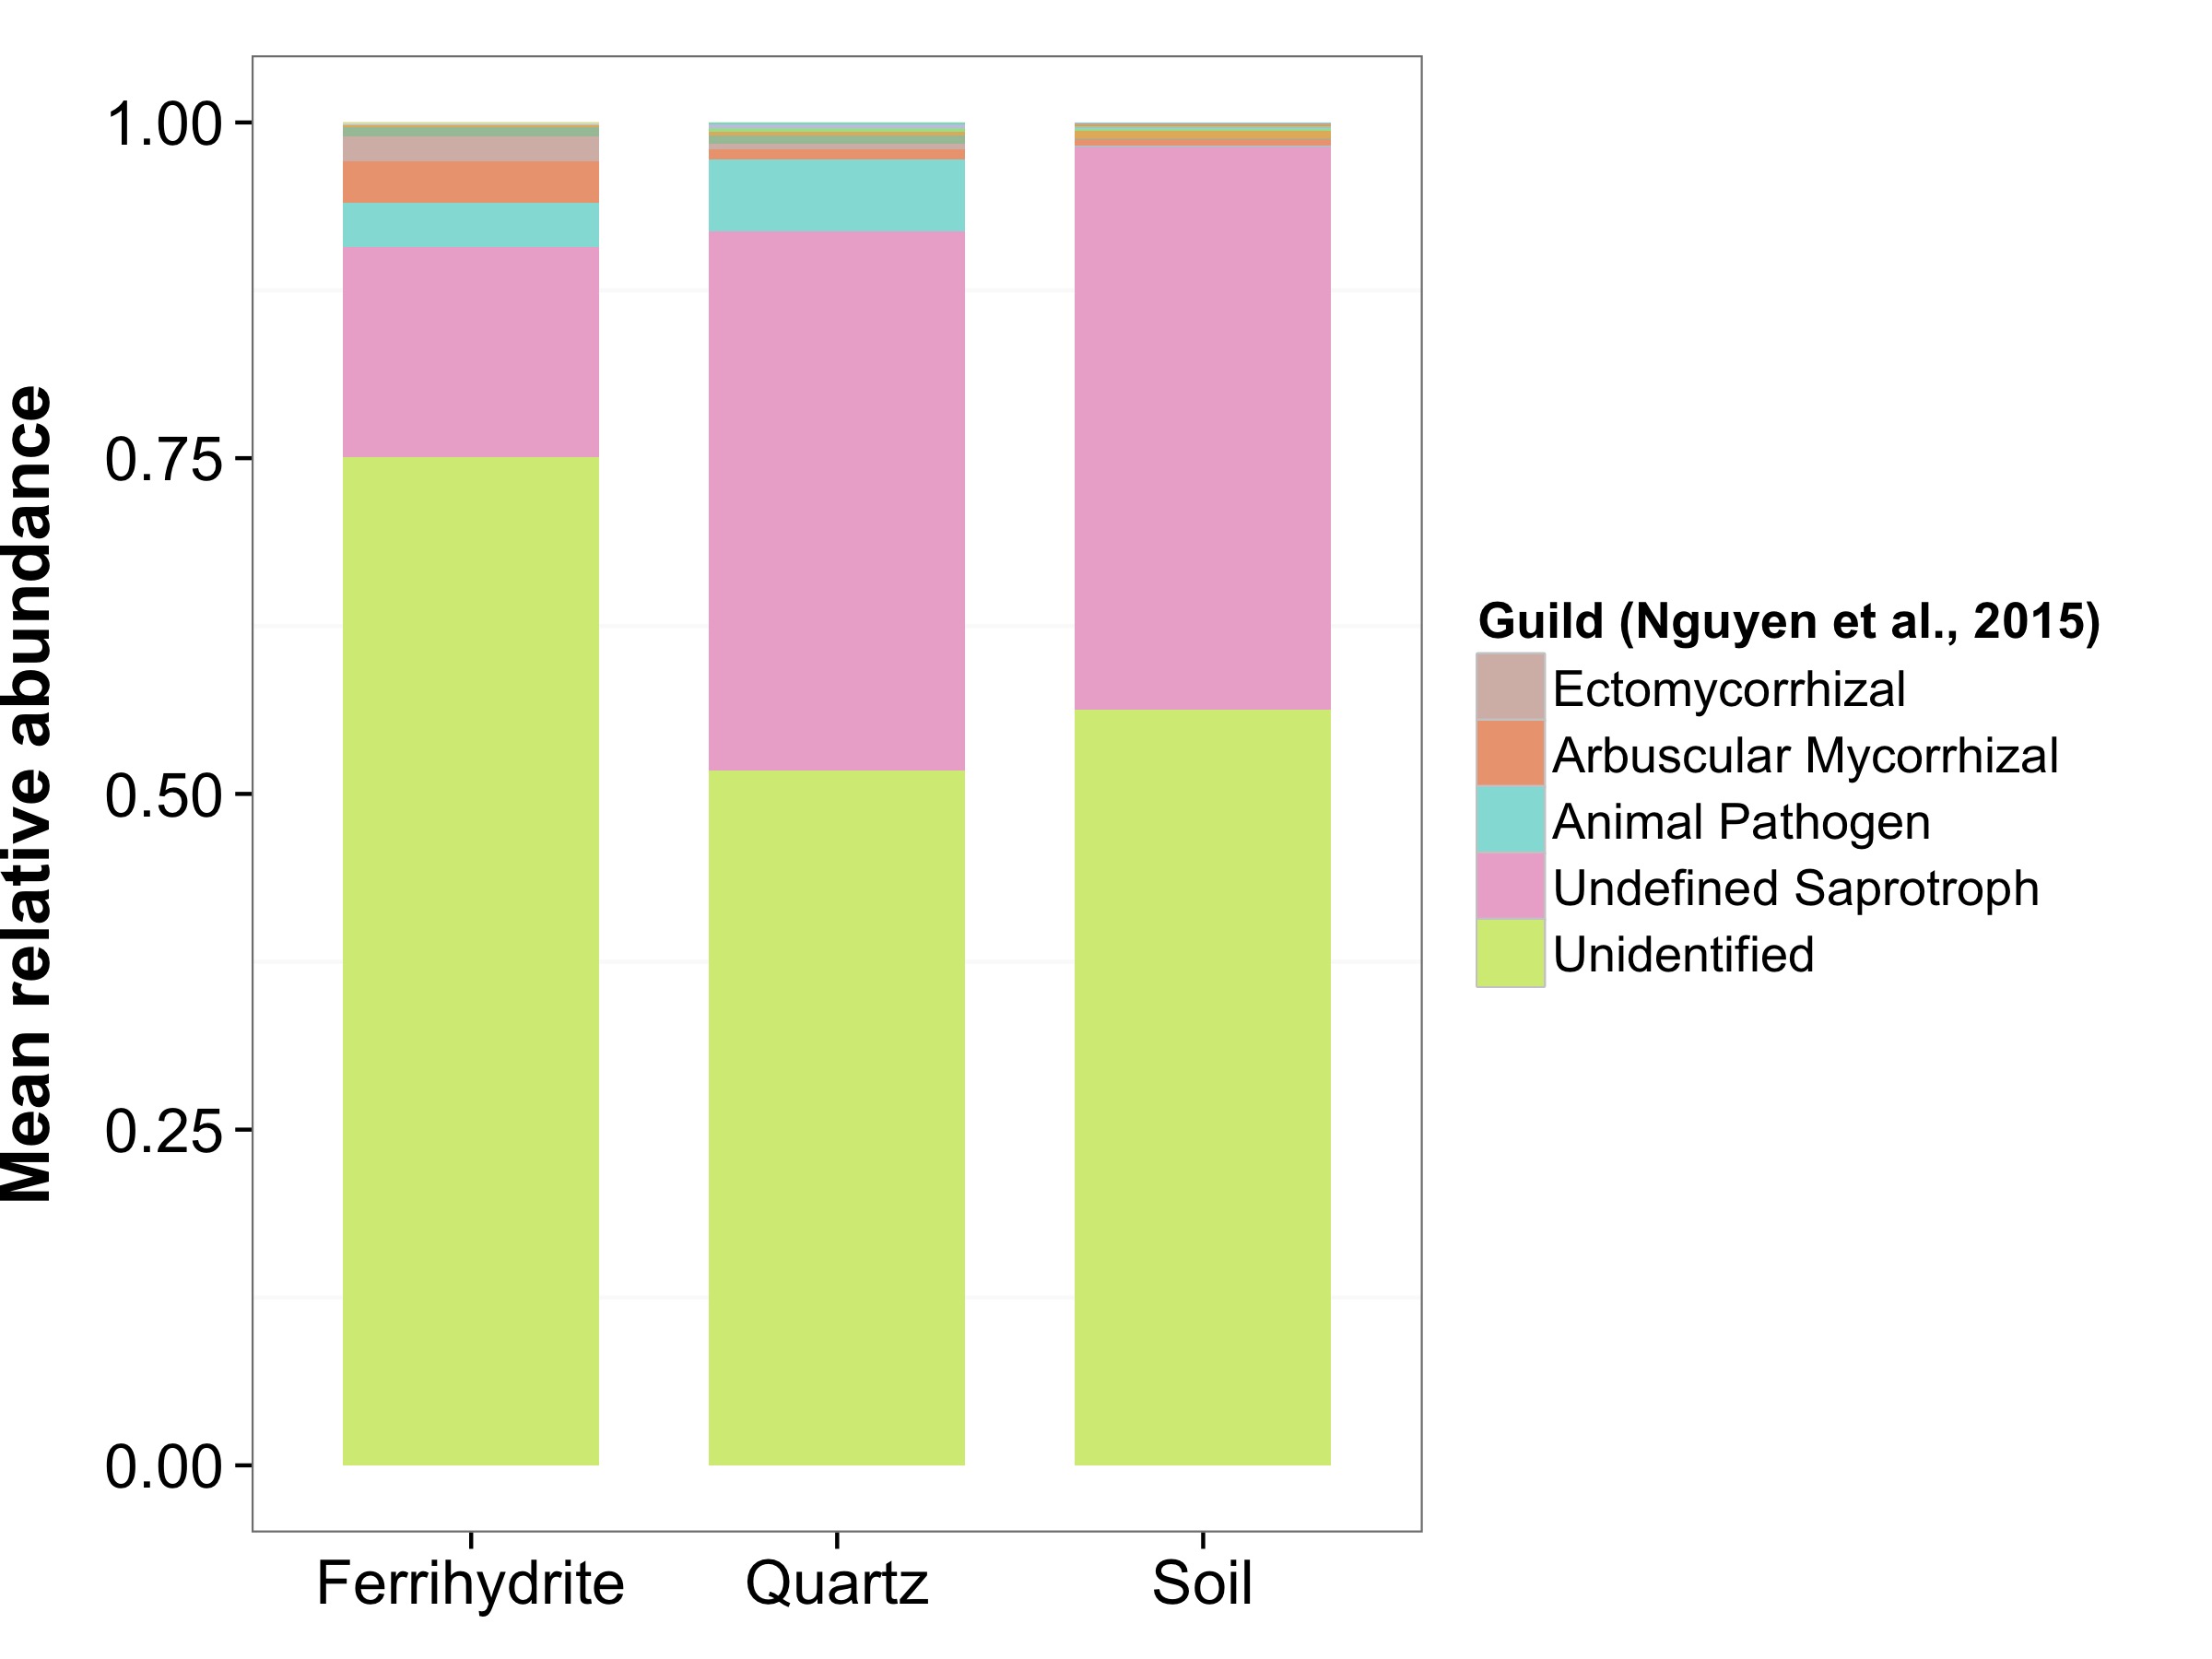 Mean relative abundance
1.00
0.75
0.50
0.25
0.00
Ferrihydrite
Quartz
Soil
Guild (Nguyen et al., 2015)
Ectomycorrhizal
Arbuscular Mycorrhizal
Animal Pathogen
Undefined Saprotroph
Unidentified